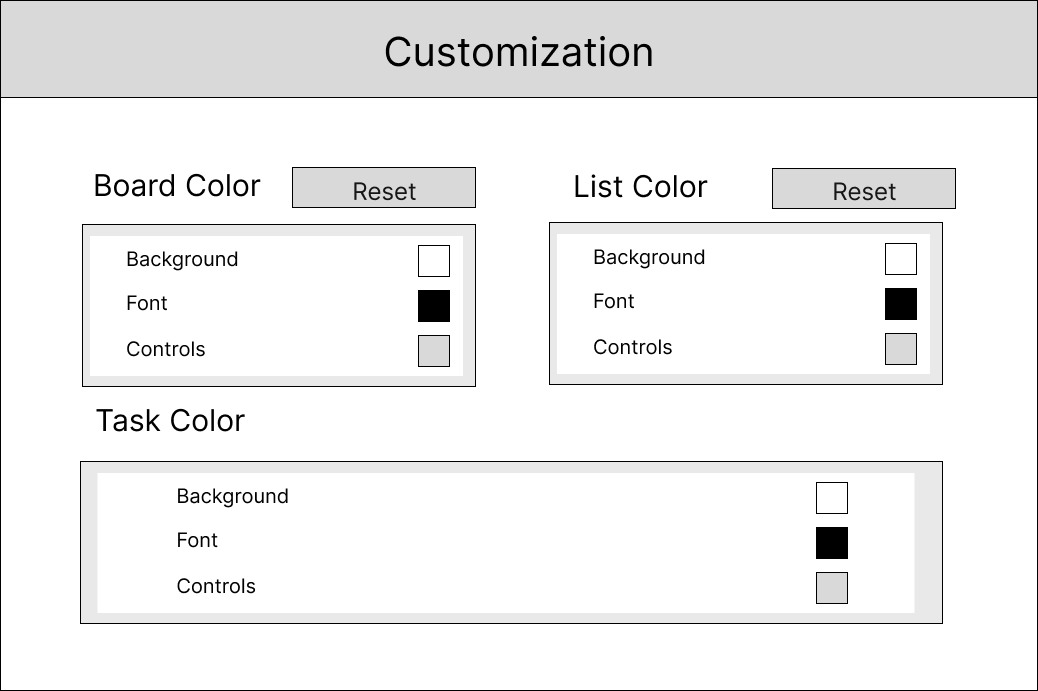 Customization
Board Color
Reset
Background
Font
Controls
List Color
Reset
Background
Font
Controls
Task Color
Background
Font
Controls